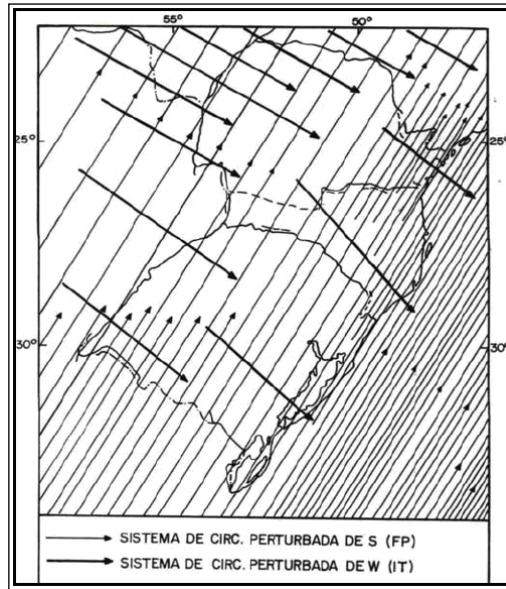 55° 50°
25° 25°
30° 30°
SISTEMA DE CIRC. PERTURBADA DE S (FP)
SISTEMA DE CIRC. PERTURBADA DE W (IT)